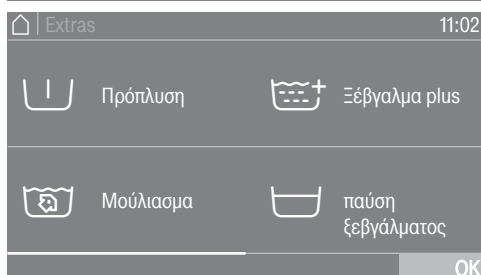 Extras 11:02
Πρόπλυση
Ξέβγαλμα plus
Μούλιασμα
παύση
ξεβγάλματος
OK